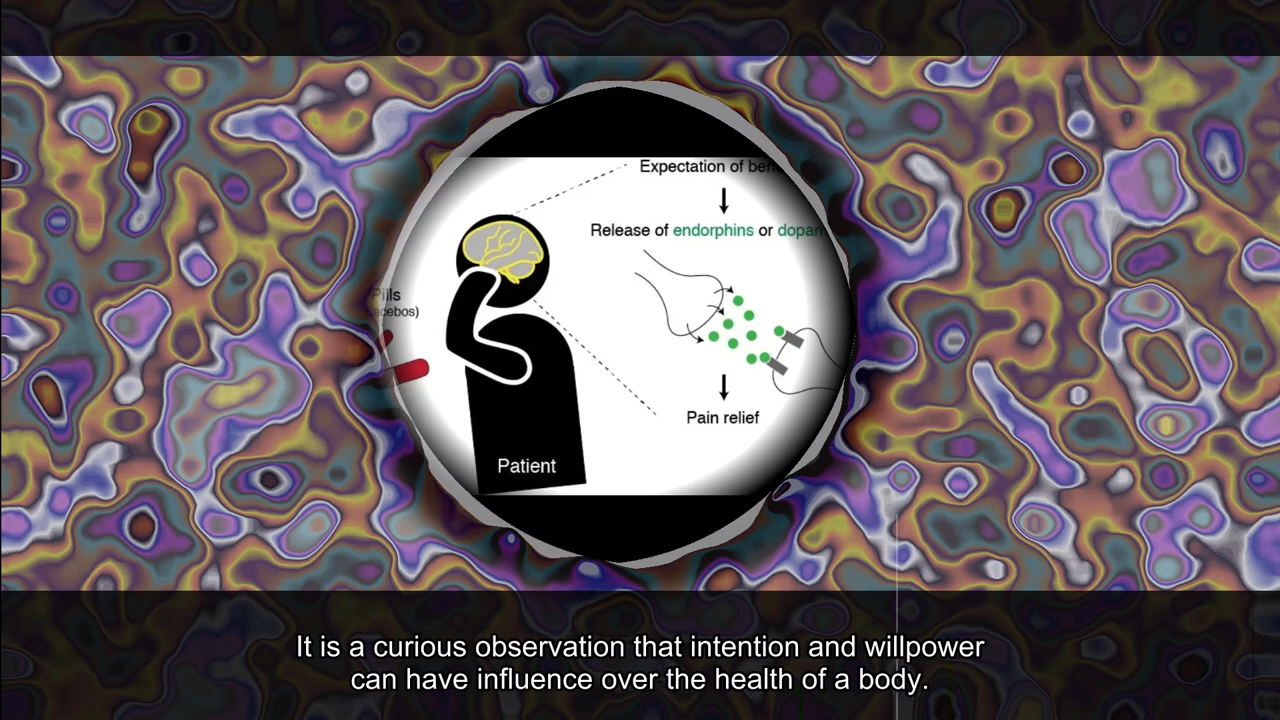 Expectation of
Release of endorphins or
Pills
Patient
Pain relief
It is a curious observation that intention and willpower
can have influence over the health of a body.